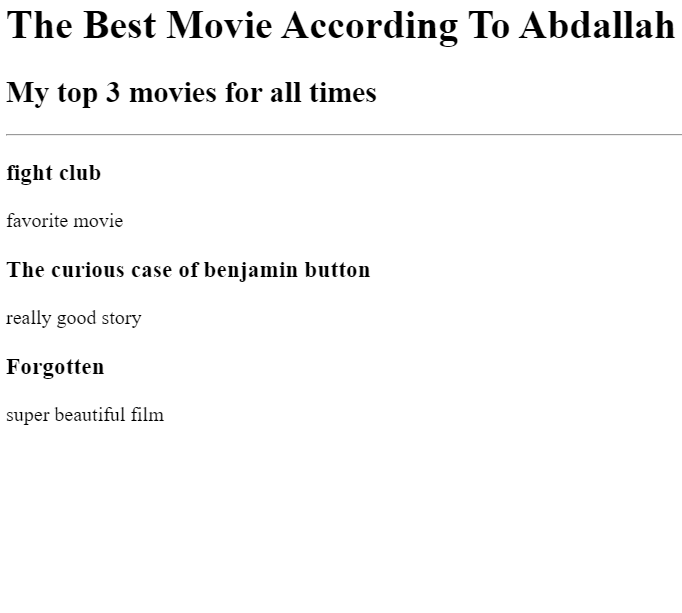 The Best Movie According To Abdallah
My top 3 movies for all times
fight club
favorite movie
The curious case of benjamin button
really good story
Forgotten
super beautiful film